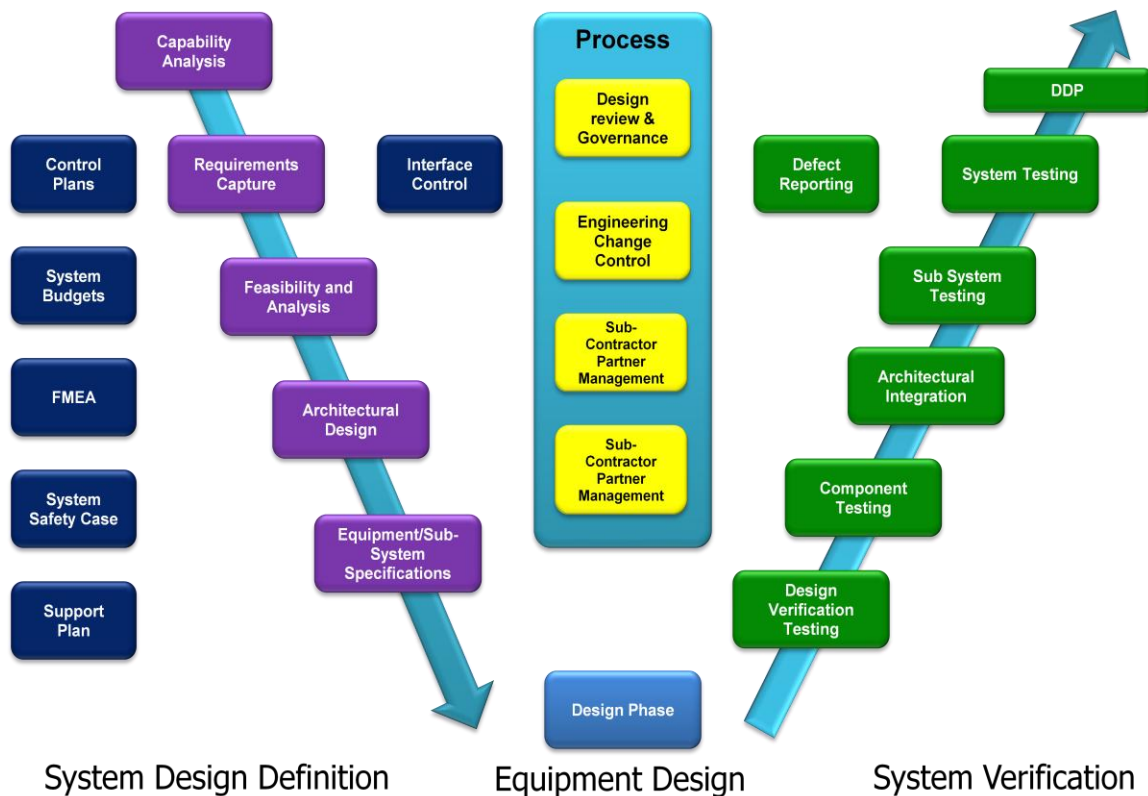 Capability
Analysis
Control
Plans
Requirements
Capture
Interface
Control
System
Budgets
Feasibility and
Analysis
FMEA
Architectural
Design
System
Safety Case
Equipment/Sub-
System
Specifications
Support
Plan
Process
Design
review &
Governance
Engineering
Change
Control
Sub-
Contractor
Partner
Management
Sub-
Contractor
Partner
Management
Design Phase
DDP
Defect
Reporting
System Testing
Sub System
Testing
Architectural
Integration
Component
Testing
Design
Verification
Testing
System Design Definition
Equipment Design
System Verification